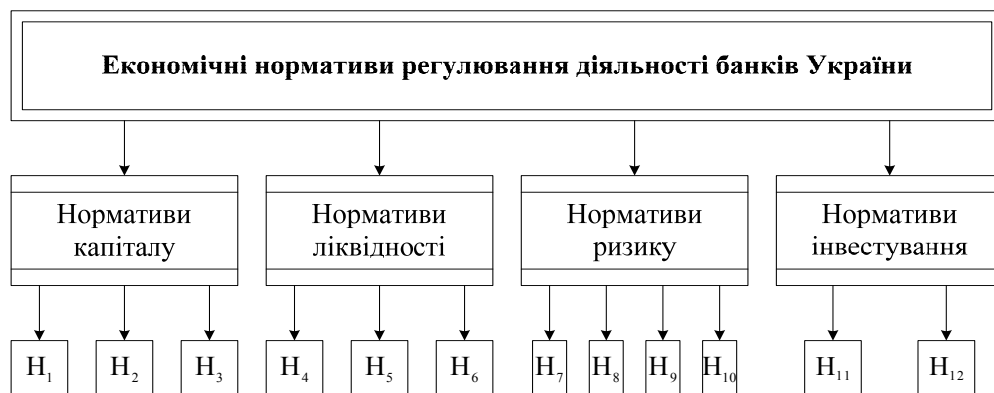 Економічні нормативи регулювання діяльності банків України
Нормативи
капіталу
Нормативи
ліквідності
Нормативи
ризику
Нормативи
інвестування
Н₁ Н₂ Н₃ Н₄ Н₅ Н₆ Н₇ Н₈ Н₉ Н₁₀ Н₁₁ Н₁₂